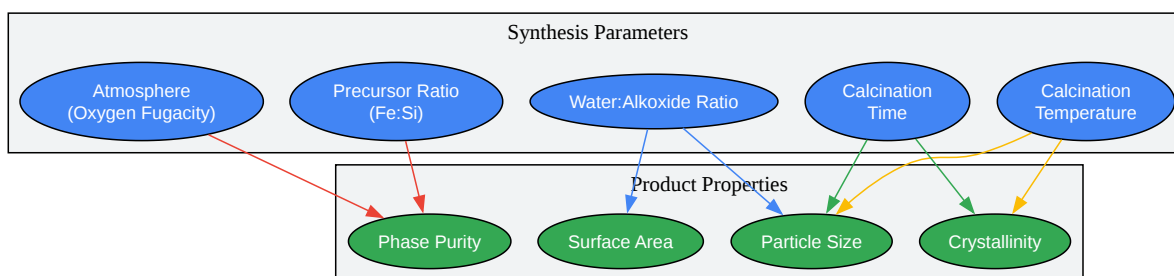 Synthesis Parameters
Atmosphere
(Oxygen Fugacity)
Precursor Ratio
(Fe:Si)
Water:Alkoxide Ratio
Calcination
Time
Calcination
Temperature
Product Properties
Phase Purity
Surface Area
Particle Size
Crystallinity